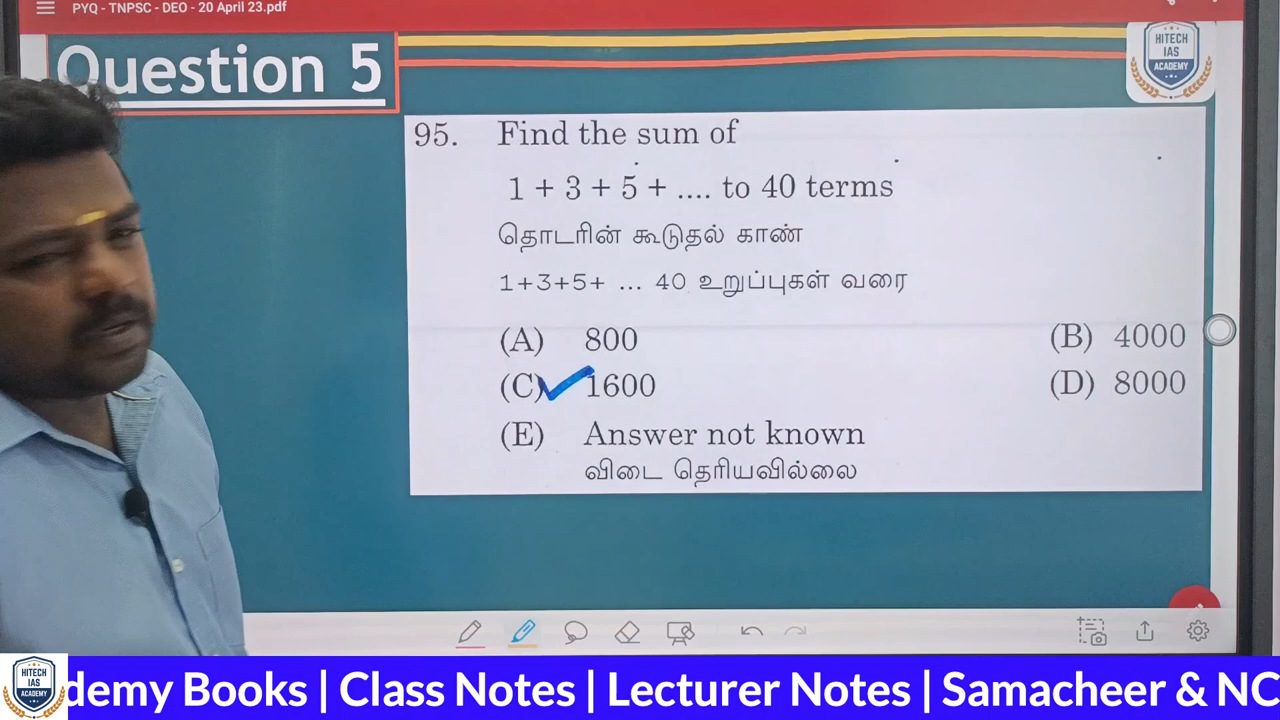 PYQ - TNPSC - DEO - 20 April 23.pdf
Question 5
HITECH
IAS
ACADEMY
95. Find the sum of
1 + 3 + 5 + .... to 40 terms
தொடரின் கூடுதல் காண்
1+3+5+ ... 40 உறுப்புகள் வரை
(A) 800 (B) 4000
(C) 1600 (D) 8000
(E) Answer not known
விடை தெரியவில்லை
HITECH
IAS
ACADEMY
demy Books | Class Notes | Lecturer Notes | Samacheer & NC